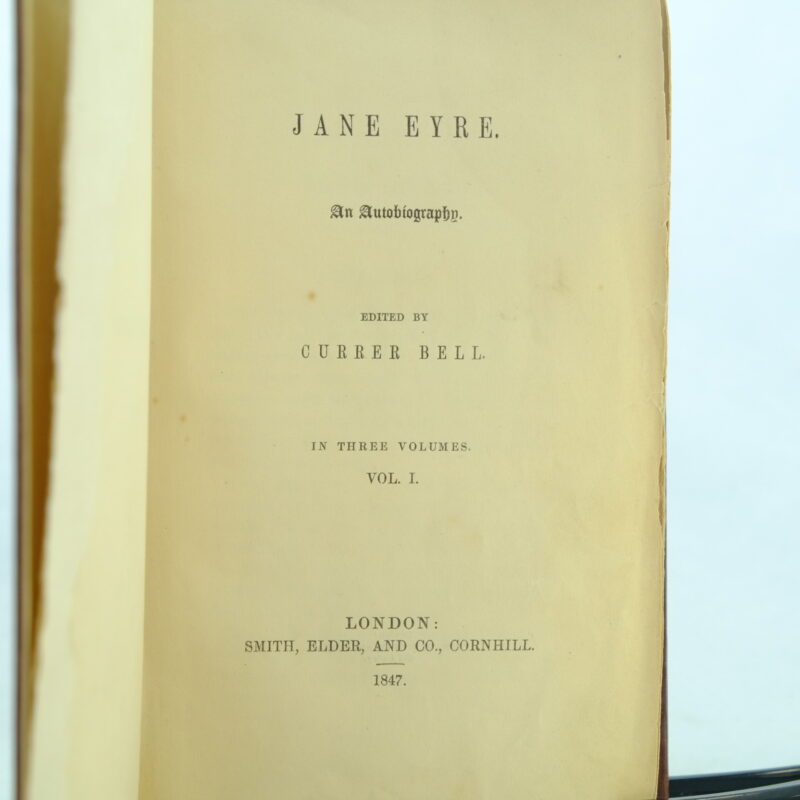 JANE EYRE.
An Autobiography.
EDITED BY
CURRER BELL.
IN THREE VOLUMES.
VOL. I.
LONDON:
SMITH, ELDER, AND CO., CORNHILL.
1847.